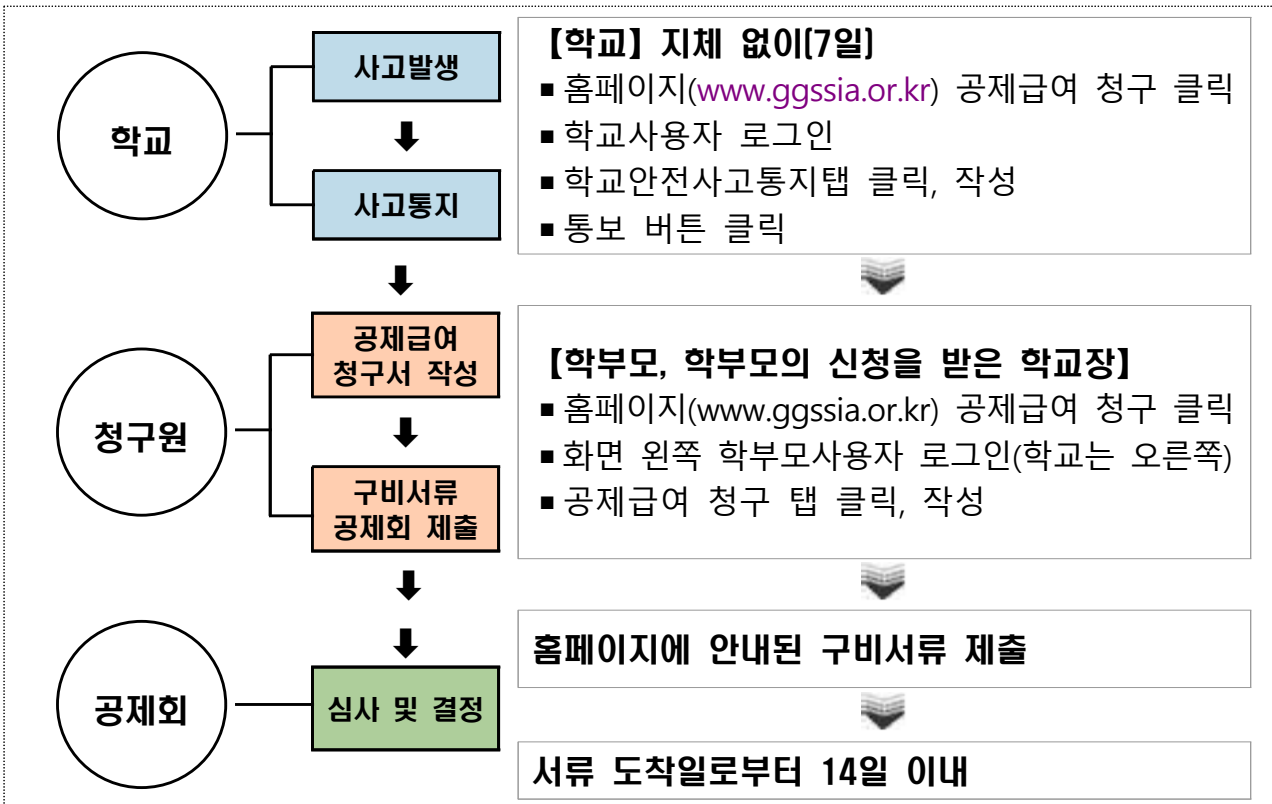 학교
사고발생
사고통지
【학교】 지체 없이(7일)
▪홈페이지(www.ggssia.or.kr) 공제급여 청구 클릭
▪학교사용자 로그인
▪학교안전사고통지탭 클릭, 작성
▪통보 버튼 클릭
청구원
공제급여
청구서 작성
구비서류
공제회 제출
【학부모, 학부모의 신청을 받은 학교장】
▪홈페이지(www.ggssia.or.kr) 공제급여 청구 클릭
▪화면 왼쪽 학부모사용자 로그인(학교는 오른쪽)
▪공제급여 청구 탭 클릭, 작성
공제회
심사 및 결정
홈페이지에 안내된 구비서류 제출
서류 도착일로부터 14일 이내